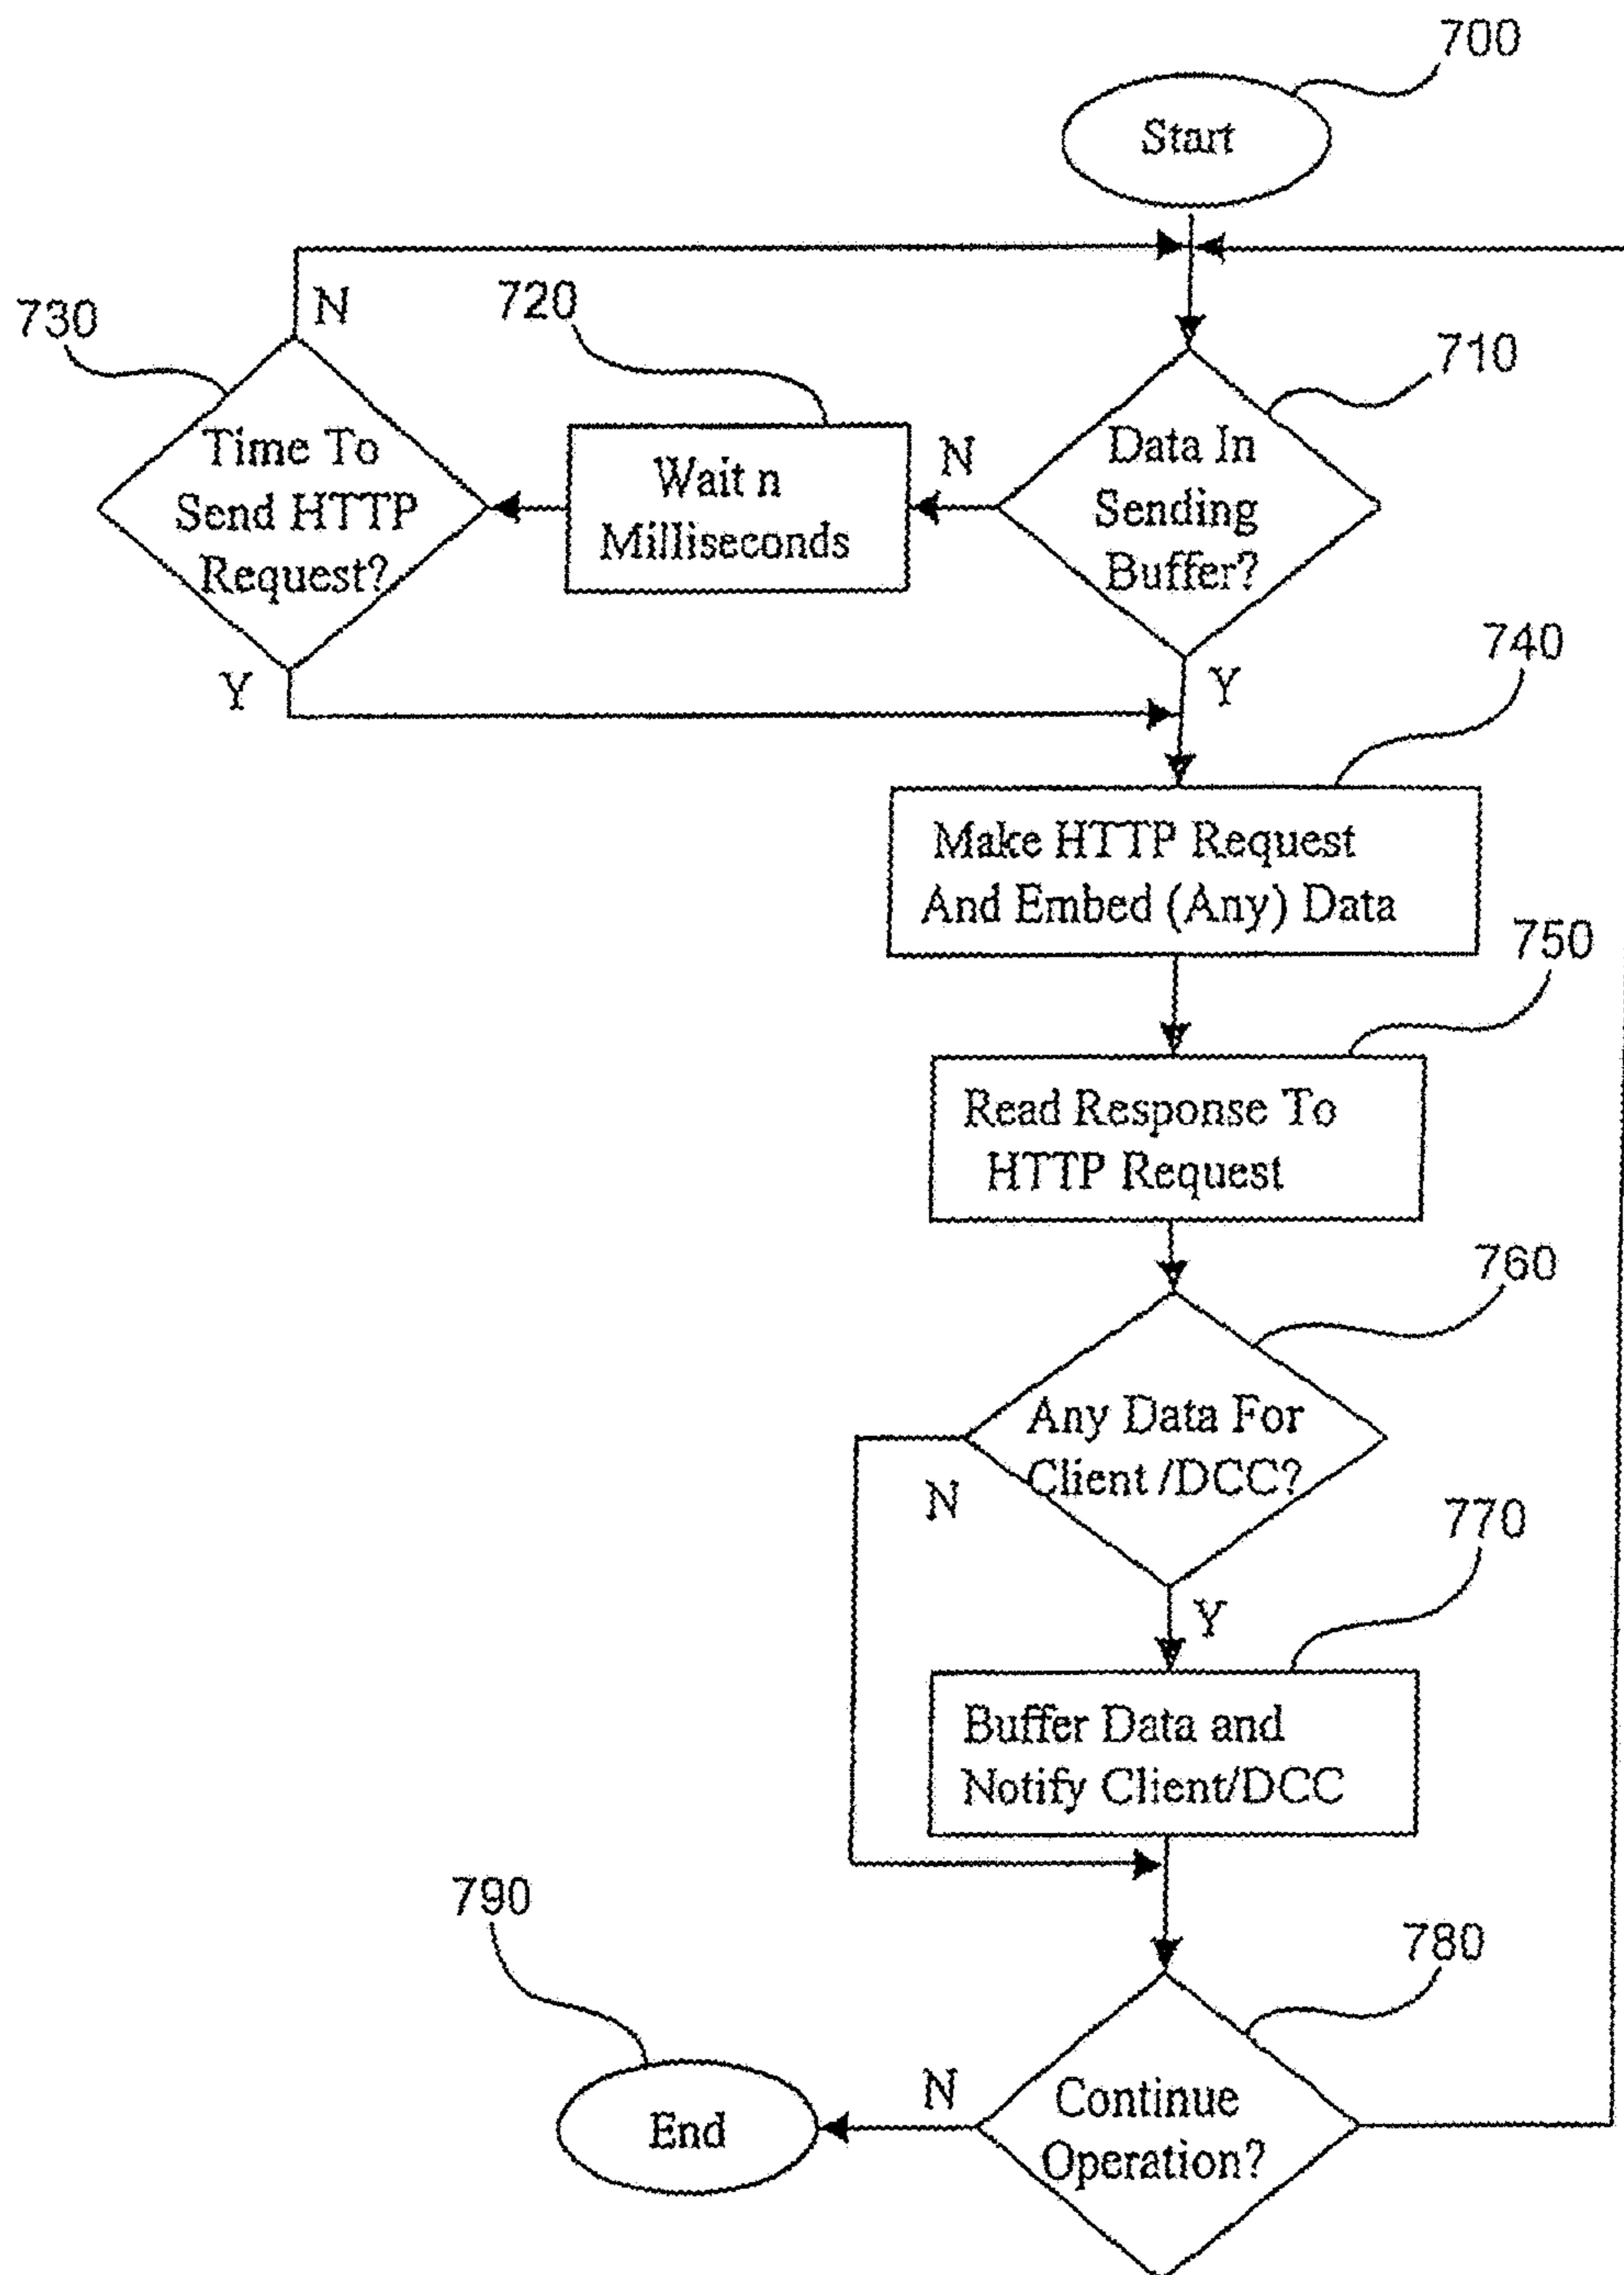 700
Start
N
730
720
710
Time To
Send HTTP
Request?
Wait n
Milliseconds
N
Data In
Sending
Buffer?
Y
Y
740
Make HTTP Request
And Embed (Any) Data
750
Read Response To
HTTP Request
760
Any Data For
Client /DCC?
N
770
Y
Buffer Data and
Notify Client/DCC
790
780
End
N
Continue
Operation?